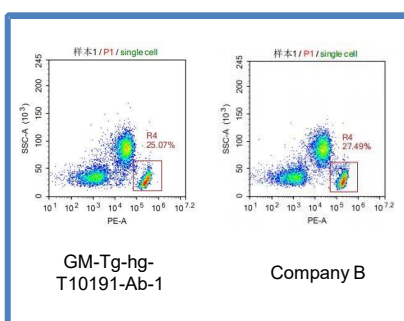 样本1 / P1 / single cell
SSC-A (10³)
245
200
150
100
50
0
R4
25.07%
10¹ 10² 10³ 10⁴ 10⁵ 10⁶ 10⁷·²
PE-A
GM-Tg-hg-
T10191-Ab-1
样本1 / P1 / single cell
SSC-A (10³)
245
200
150
100
50
0
R4
27.49%
10¹ 10² 10³ 10⁴ 10⁵ 10⁶ 10⁷·²
PE-A
Company B